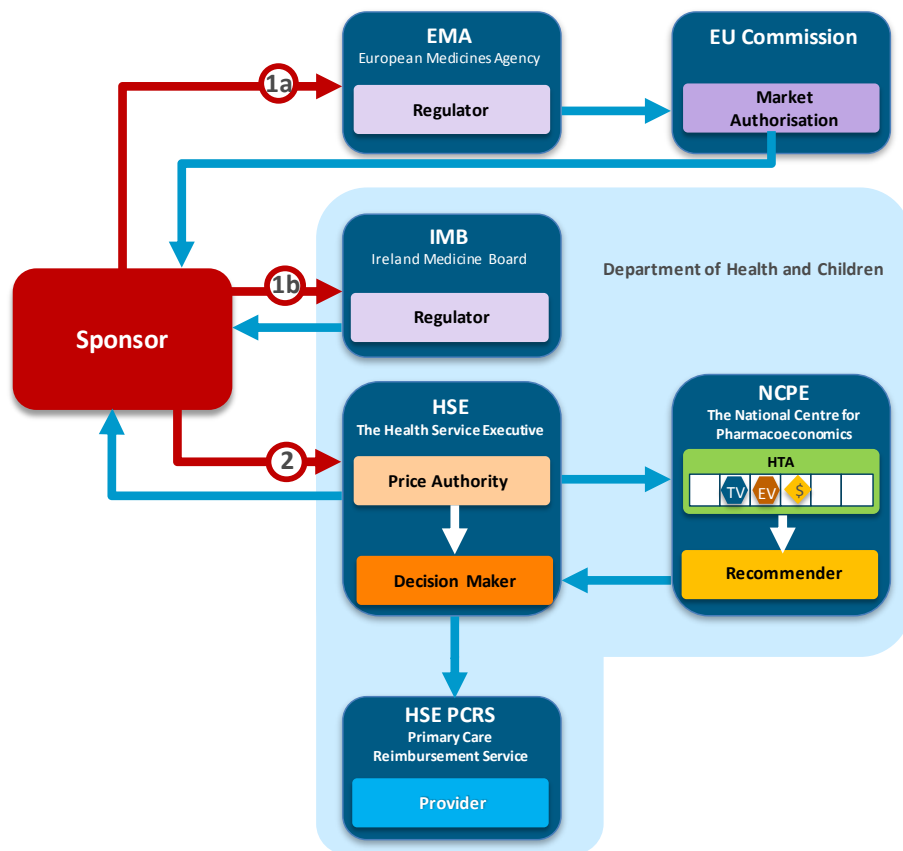 EMA
European Medicines Agency
Regulator
EU Commission
Market
Authorisation
1a
IMB
Ireland Medicine Board
Regulator
Department of Health and Children
1b
Sponsor
HSE
The Health Service Executive
Price Authority
Decision Maker
2
NCPE
The National Centre for
Pharmacoeconomics
HTA
TV
EV
$
Recommender
HSE PCRS
Primary Care
Reimbursement Service
Provider